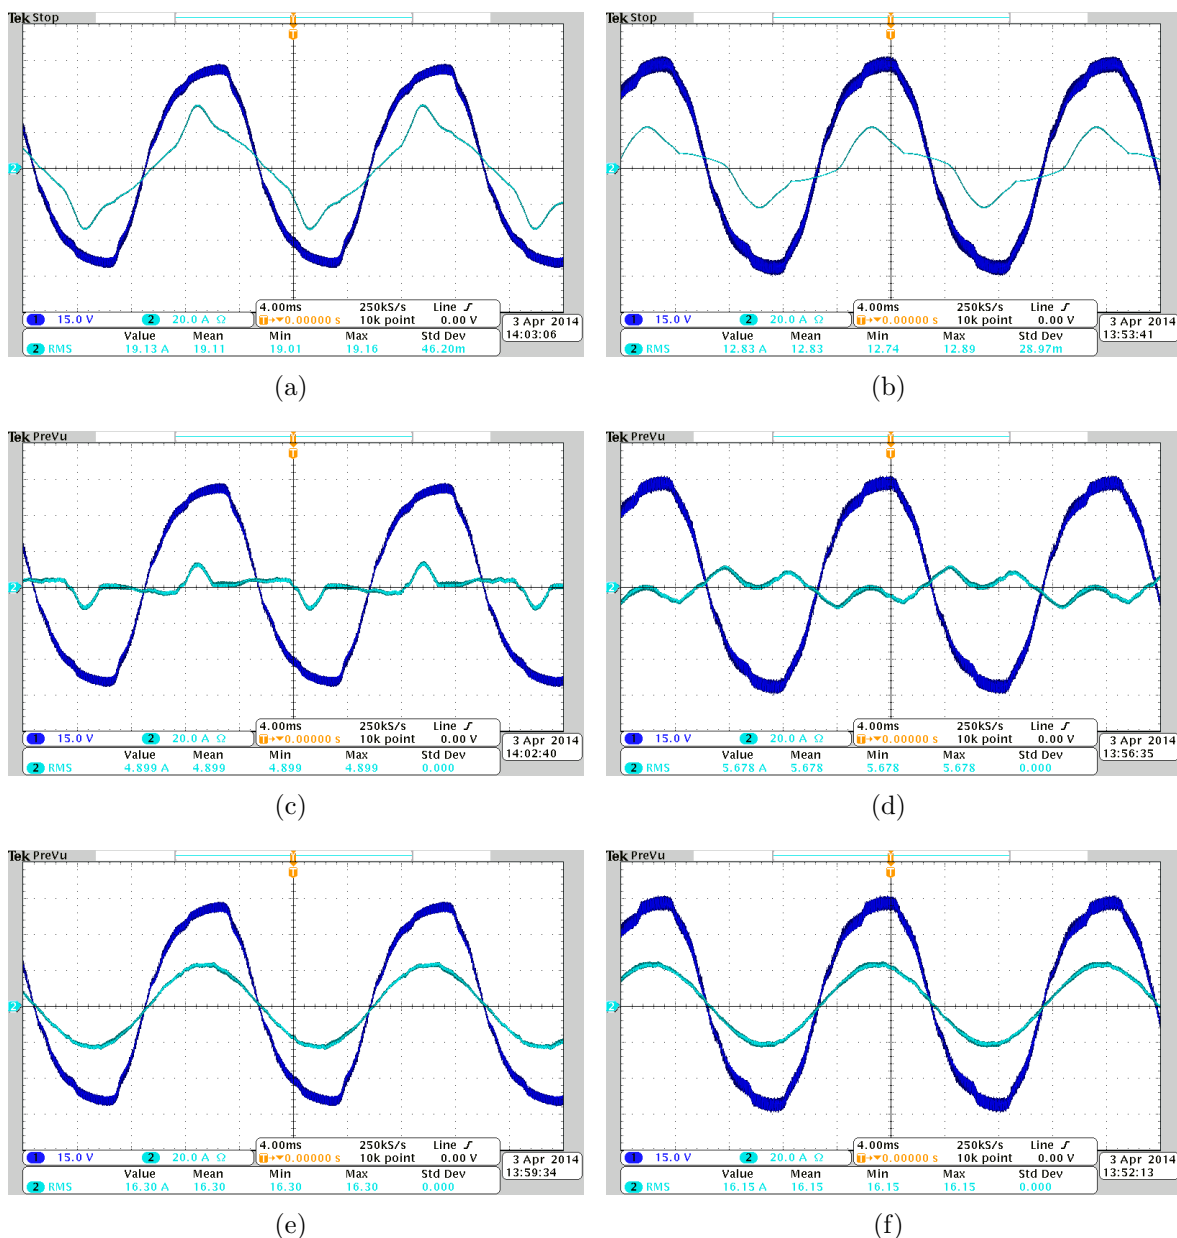 Tek Stop
T
T
2
1 15.0 V 2 20.0 A Ω
4.00ms 250kS/s Line
T→▼0.00000 s 10k point 0.00 V
Value Mean Min Max Std Dev
2 RMS 19.13 A 19.11 19.01 19.16 46.20m
3 Apr 2014
14:03:06
(a)
Tek Stop
T
T
2
1 15.0 V 2 20.0 A Ω
4.00ms 250kS/s Line
T→▼0.00000 s 10k point 0.00 V
Value Mean Min Max Std Dev
2 RMS 12.83 A 12.83 12.74 12.89 28.97m
3 Apr 2014
13:53:41
(b)
Tek PreVu
T
T
2
1 15.0 V 2 20.0 A Ω
4.00ms 250kS/s Line
T→▼0.00000 s 10k point 0.00 V
Value Mean Min Max Std Dev
2 RMS 4.899 A 4.899 4.899 4.899 0.000
3 Apr 2014
14:02:40
(c)
Tek PreVu
T
T
2
1 15.0 V 2 20.0 A Ω
4.00ms 250kS/s Line
T→▼0.00000 s 10k point 0.00 V
Value Mean Min Max Std Dev
2 RMS 5.678 A 5.678 5.678 5.678 0.000
3 Apr 2014
13:56:35
(d)
Tek PreVu
T
T
2
1 15.0 V 2 20.0 A Ω
4.00ms 250kS/s Line
T→▼0.00000 s 10k point 0.00 V
Value Mean Min Max Std Dev
2 RMS 16.30 A 16.30 16.30 16.30 0.000
3 Apr 2014
13:59:34
(e)
Tek PreVu
T
T
2
1 15.0 V 2 20.0 A Ω
4.00ms 250kS/s Line
T→▼0.00000 s 10k point 0.00 V
Value Mean Min Max Std Dev
2 RMS 16.15 A 16.15 16.15 16.15 0.000
3 Apr 2014
13:52:13
(f)